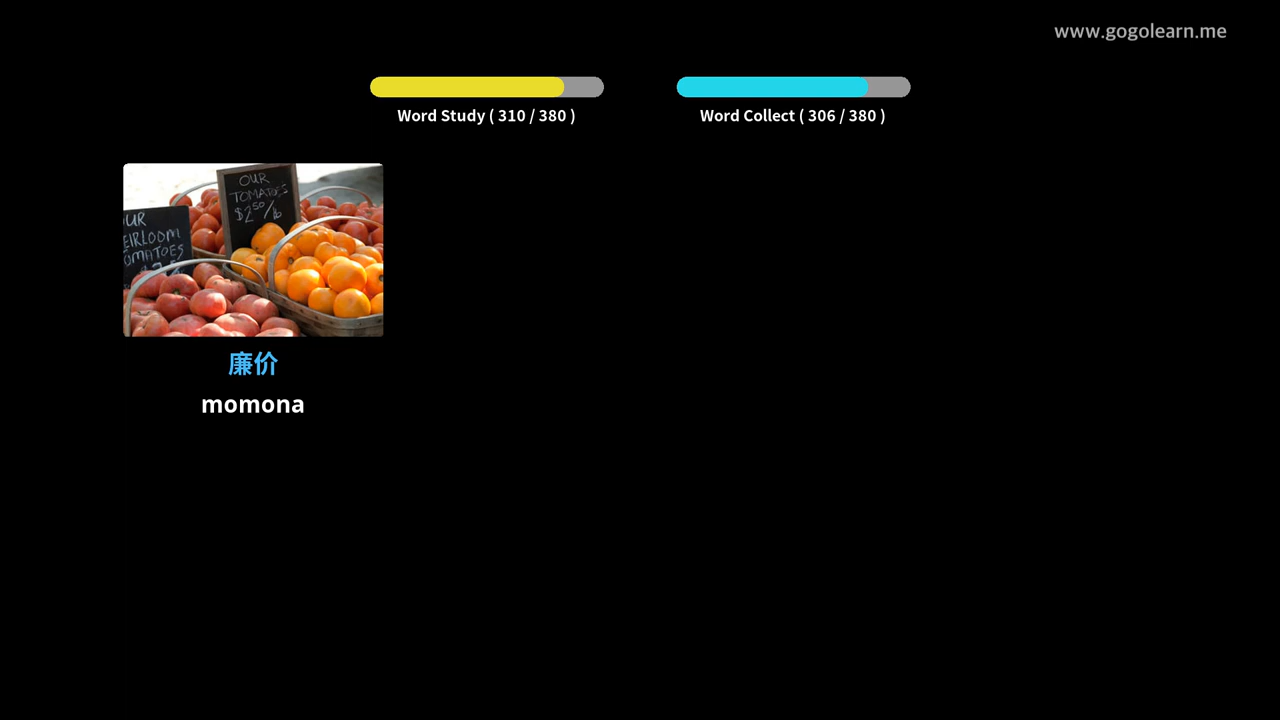 www.gogolearn.me
Word Study ( 310 / 380 )
Word Collect ( 306 / 380 )
OUR
TOMATOES
$2.50/lb
UR
EIRLOOM
OMATOES
廉价
momona